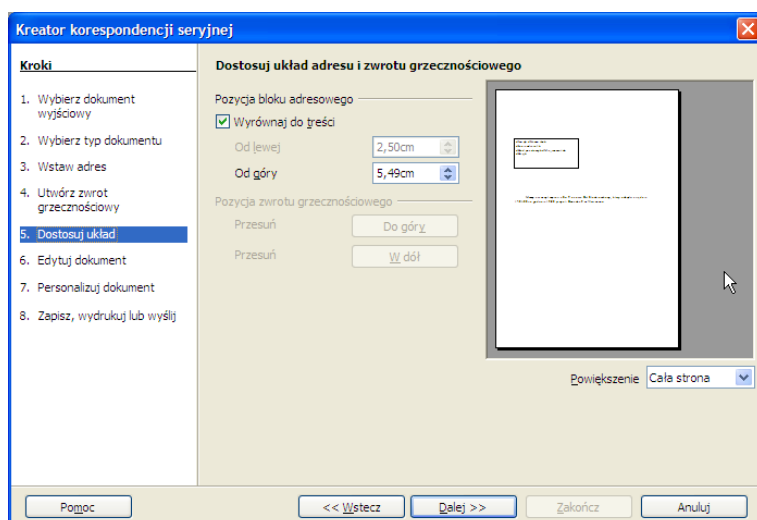 Kreator korespondencji seryjnej
Kroki
1. Wybierz dokument
wyjściowy
2. Wybierz typ dokumentu
3. Wstaw adres
4. Utwórz zwrot
grzecznościowy
5. Dostosuj układ
6. Edytuj dokument
7. Personalizuj dokument
8. Zapisz, wydrukuj lub wyślij
Dostosuj układ adresu i zwrotu grzecznościowego
Pozycja bloku adresowego
Wyrównaj do treści
Od lewej 2,50cm
Od góry 5,49cm
Pozycja zwrotu grzecznościowego
Przesuń Do góry
Przesuń W dół
Powiększenie Cała strona
Pomoc << Wstecz Dalej >> Zakończ Anuluj